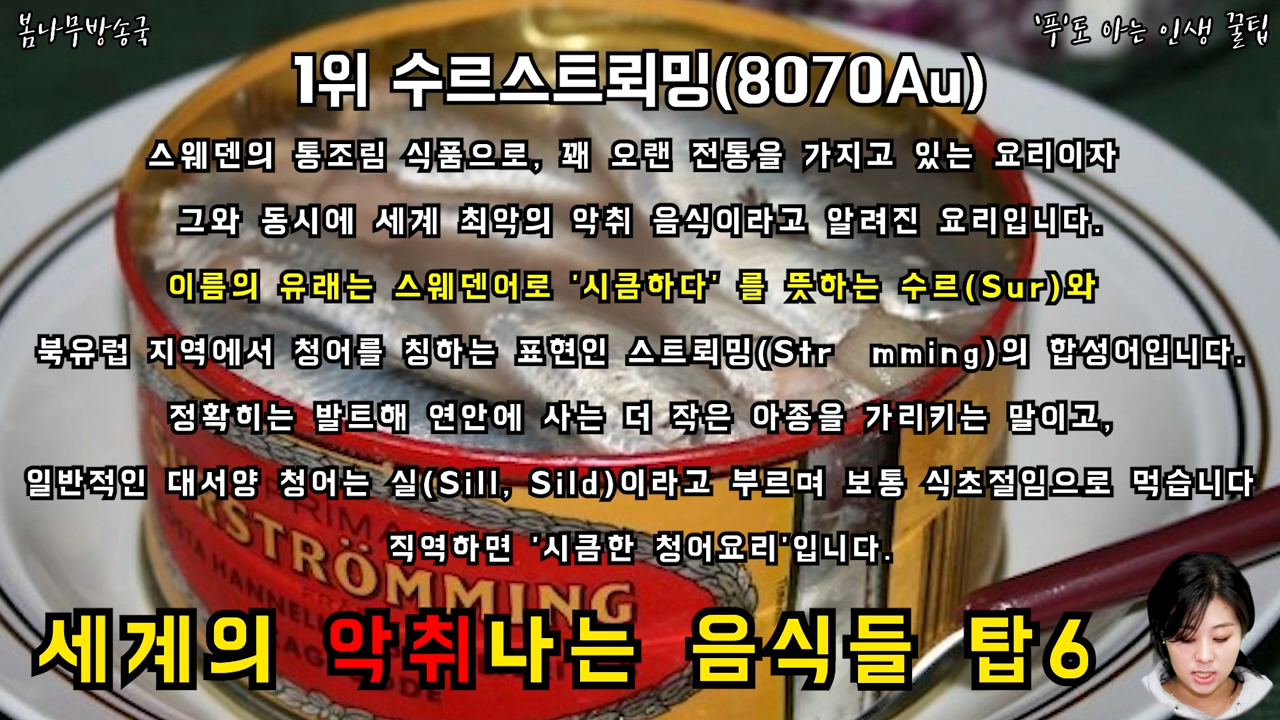 봄나무방송국
'푸'도 아는 인생 꿀팁
1위 수르스트뢰밍(8070Au)
스웨덴의 통조림 식품으로, 꽤 오랜 전통을 가지고 있는 요리이자
그와 동시에 세계 최악의 악취 음식이라고 알려진 요리입니다.
이름의 유래는 스웨덴어로 '시큼하다' 를 뜻하는 수르(Sur)와
북유럽 지역에서 청어를 칭하는 표현인 스트뢰밍(Str mming)의 합성어입니다.
정확히는 발트해 연안에 사는 더 작은 아종을 가리키는 말이고,
일반적인 대서양 청어는 실(Sill, Sild)이라고 부르며 보통 식초절임으로 먹습니다
직역하면 '시큼한 청어요리'입니다.
RSTRÖMMING
세계의 악취나는 음식들 탑6